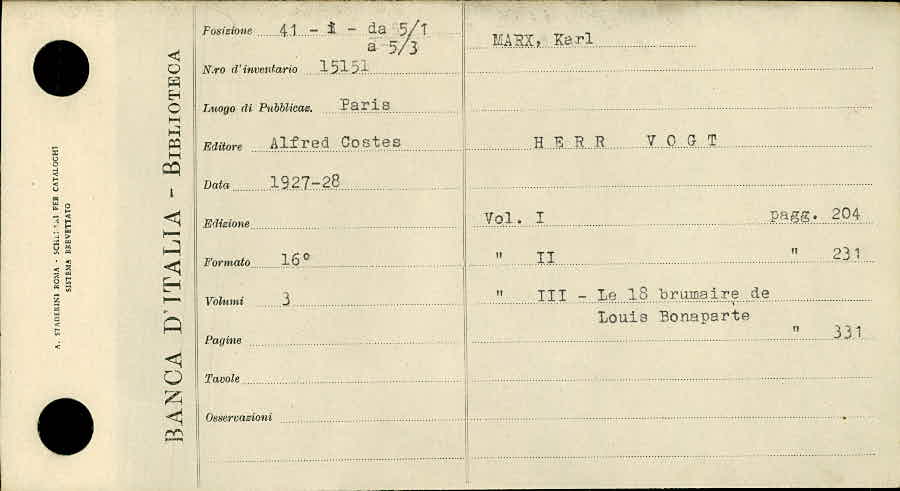 A. STADERINI ROMA - SCHEDARI PER CATALOGHI
SISTEMA BREVETTATO
BANCA D'ITALIA - BIBLIOTECA
Posizione 41 - 1 - da 5/1
a 5/3
N.ro d'inventario 15151
Luogo di Pubblicaz. Paris
Editore Alfred Costes
Data 1927-28
Edizione
Formato 16°
Volumi 3
Pagine
Tavole
Osservazioni
MARX, Karl
HERR VOGT
Vol. I pagg. 204
" II " 231
" III - Le 18 brumaire de
Louis Bonaparte
" 331